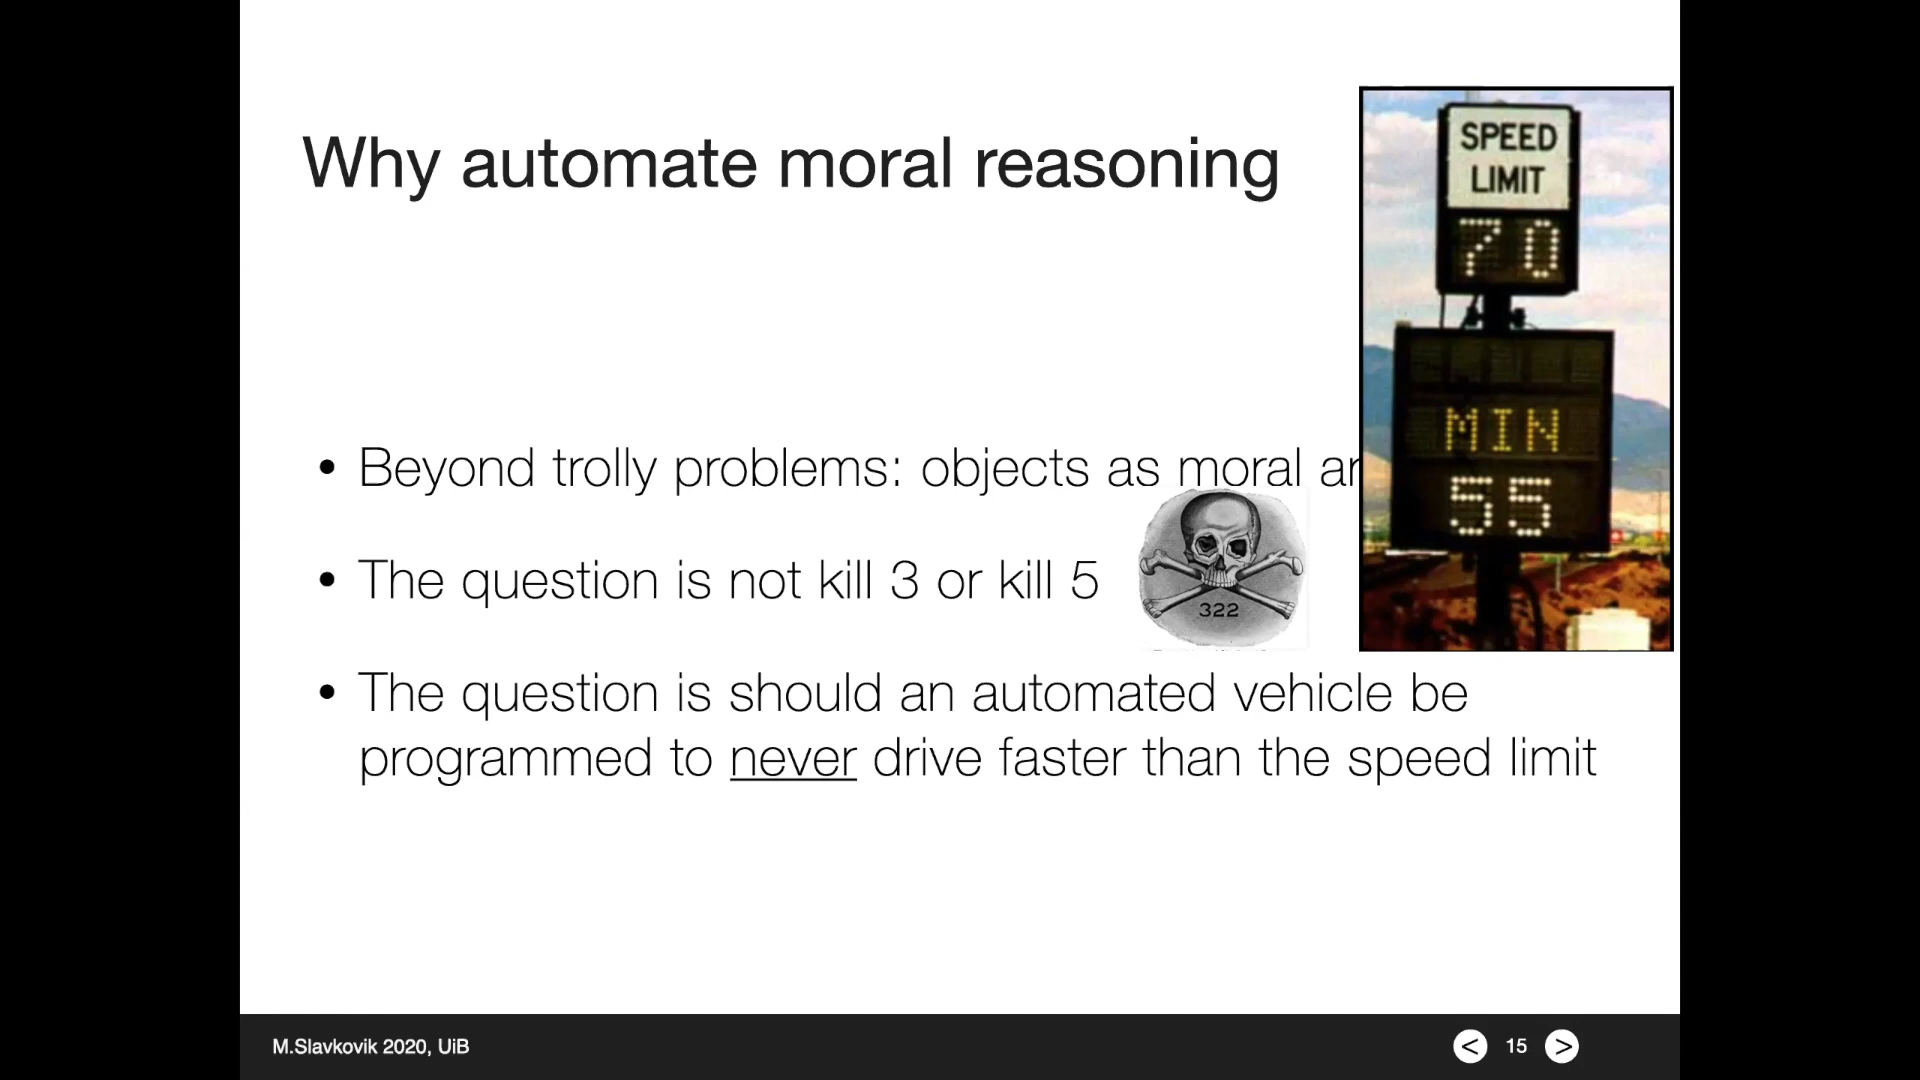 Why automate moral reasoning
SPEED
LIMIT
70
MIN
55
• Beyond trolly problems: objects as moral
• The question is not kill 3 or kill 5
322
• The question is should an automated vehicle be
programmed to never drive faster than the speed limit
M.Slavkovik 2020, UiB
< 15 >